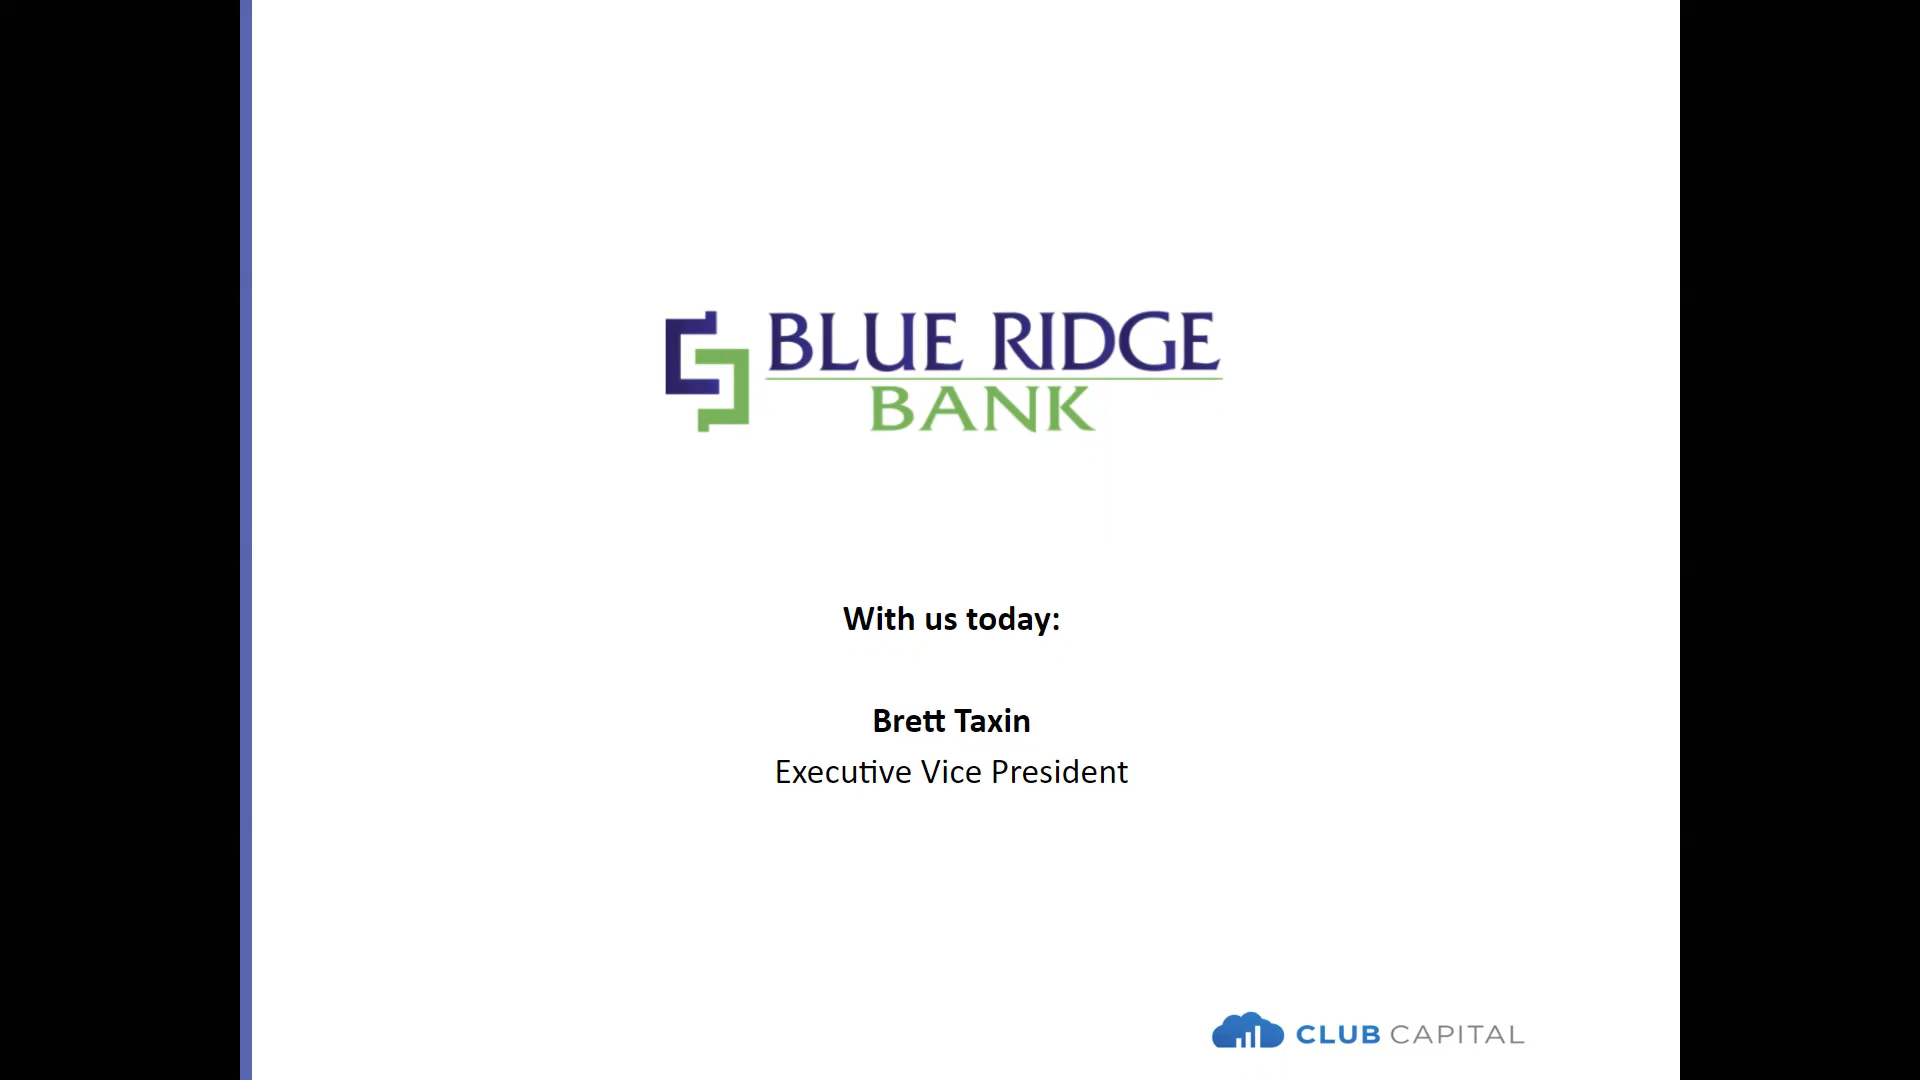 BLUE RIDGE
BANK
With us today:
Brett Taxin
Executive Vice President
CLUB CAPITAL